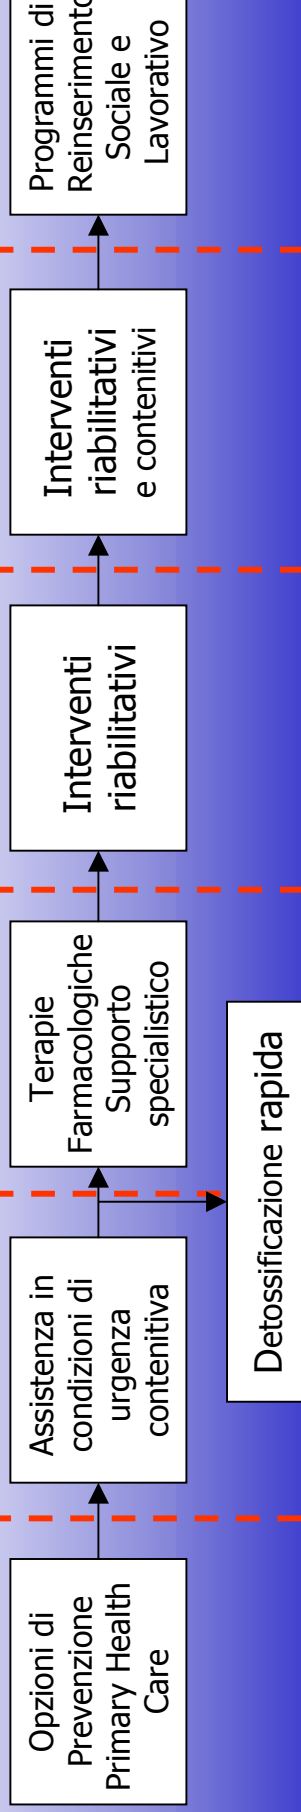 Opzioni di
Prevenzione
Primary Health
Care
Assistenza in
condizioni di
urgenza
contenitiva
Terapie
Farmacologiche
Supporto
specialistico
Interventi
riabilitativi
Interventi
riabilitativi
e contenitivi
Programmi di
Reinserimento
Sociale e
Lavorativo
Detossificazione rapida